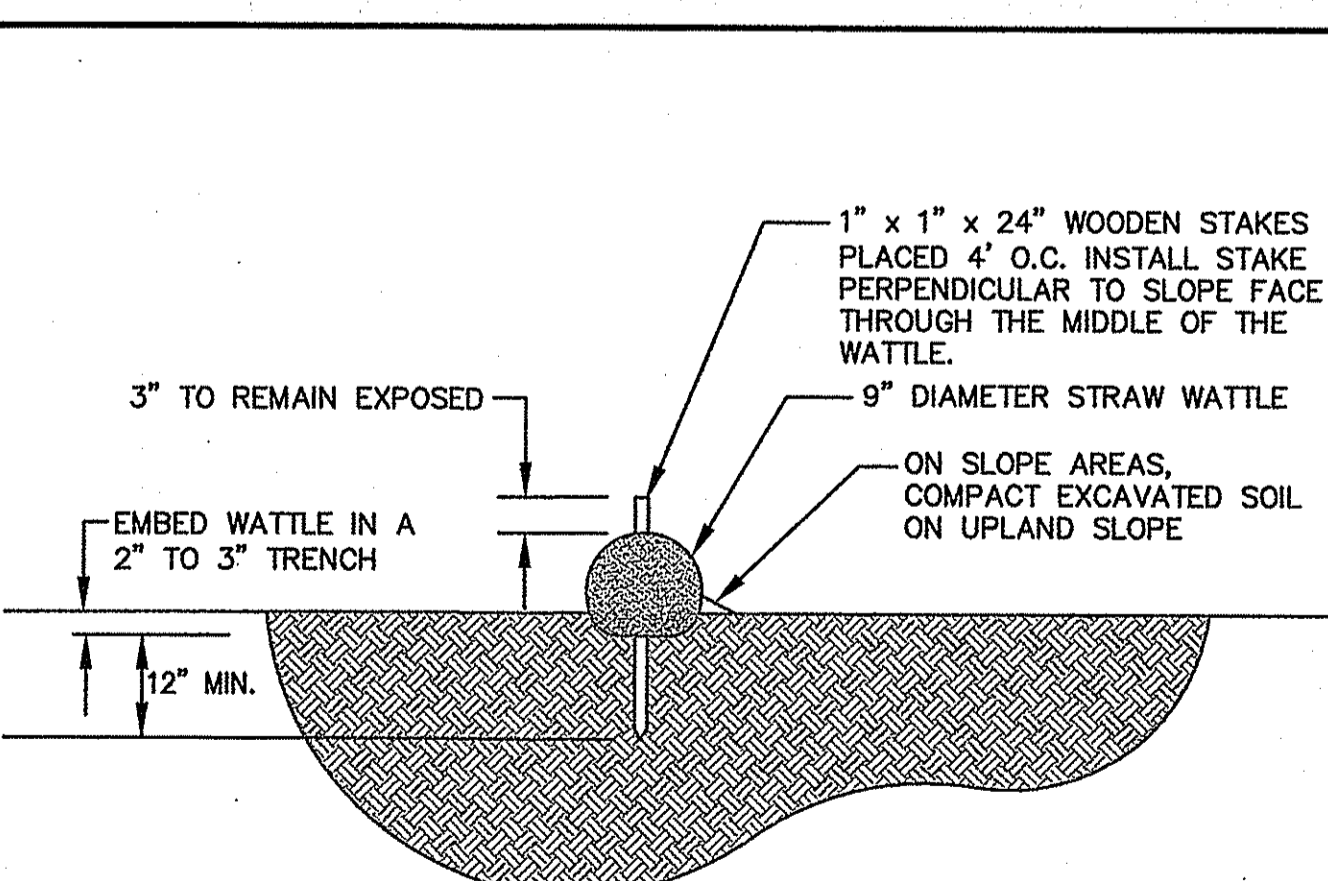 1" x 1" x 24" WOODEN STAKES
PLACED 4' O.C. INSTALL STAKE
PERPENDICULAR TO SLOPE FACE
THROUGH THE MIDDLE OF THE
WATTLE.
3" TO REMAIN EXPOSED
9" DIAMETER STRAW WATTLE
ON SLOPE AREAS,
COMPACT EXCAVATED SOIL
ON UPLAND SLOPE
EMBED WATTLE IN A
2" TO 3" TRENCH
12" MIN.